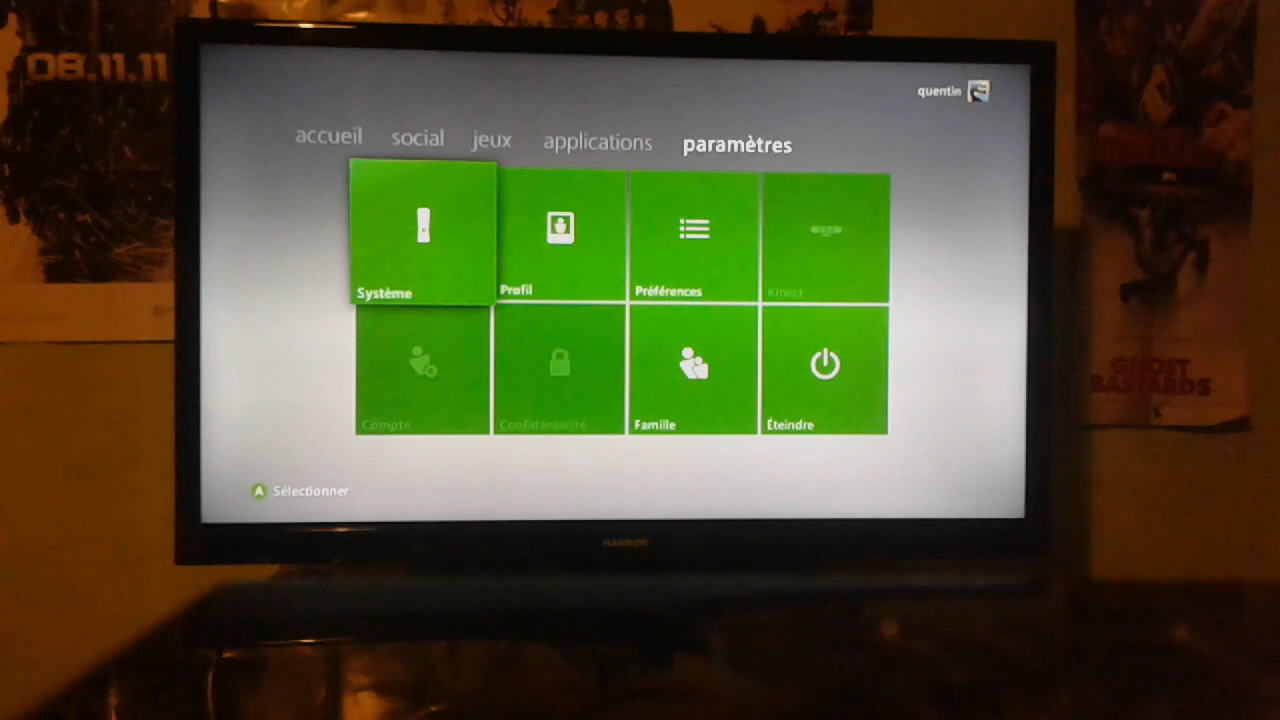 08.11.11
quentin
accueil social jeux applications paramètres
Système Profil Préférences Kinect
Compte Confidentialité Famille Éteindre
A Sélectionner
GHOST
BASTARDS